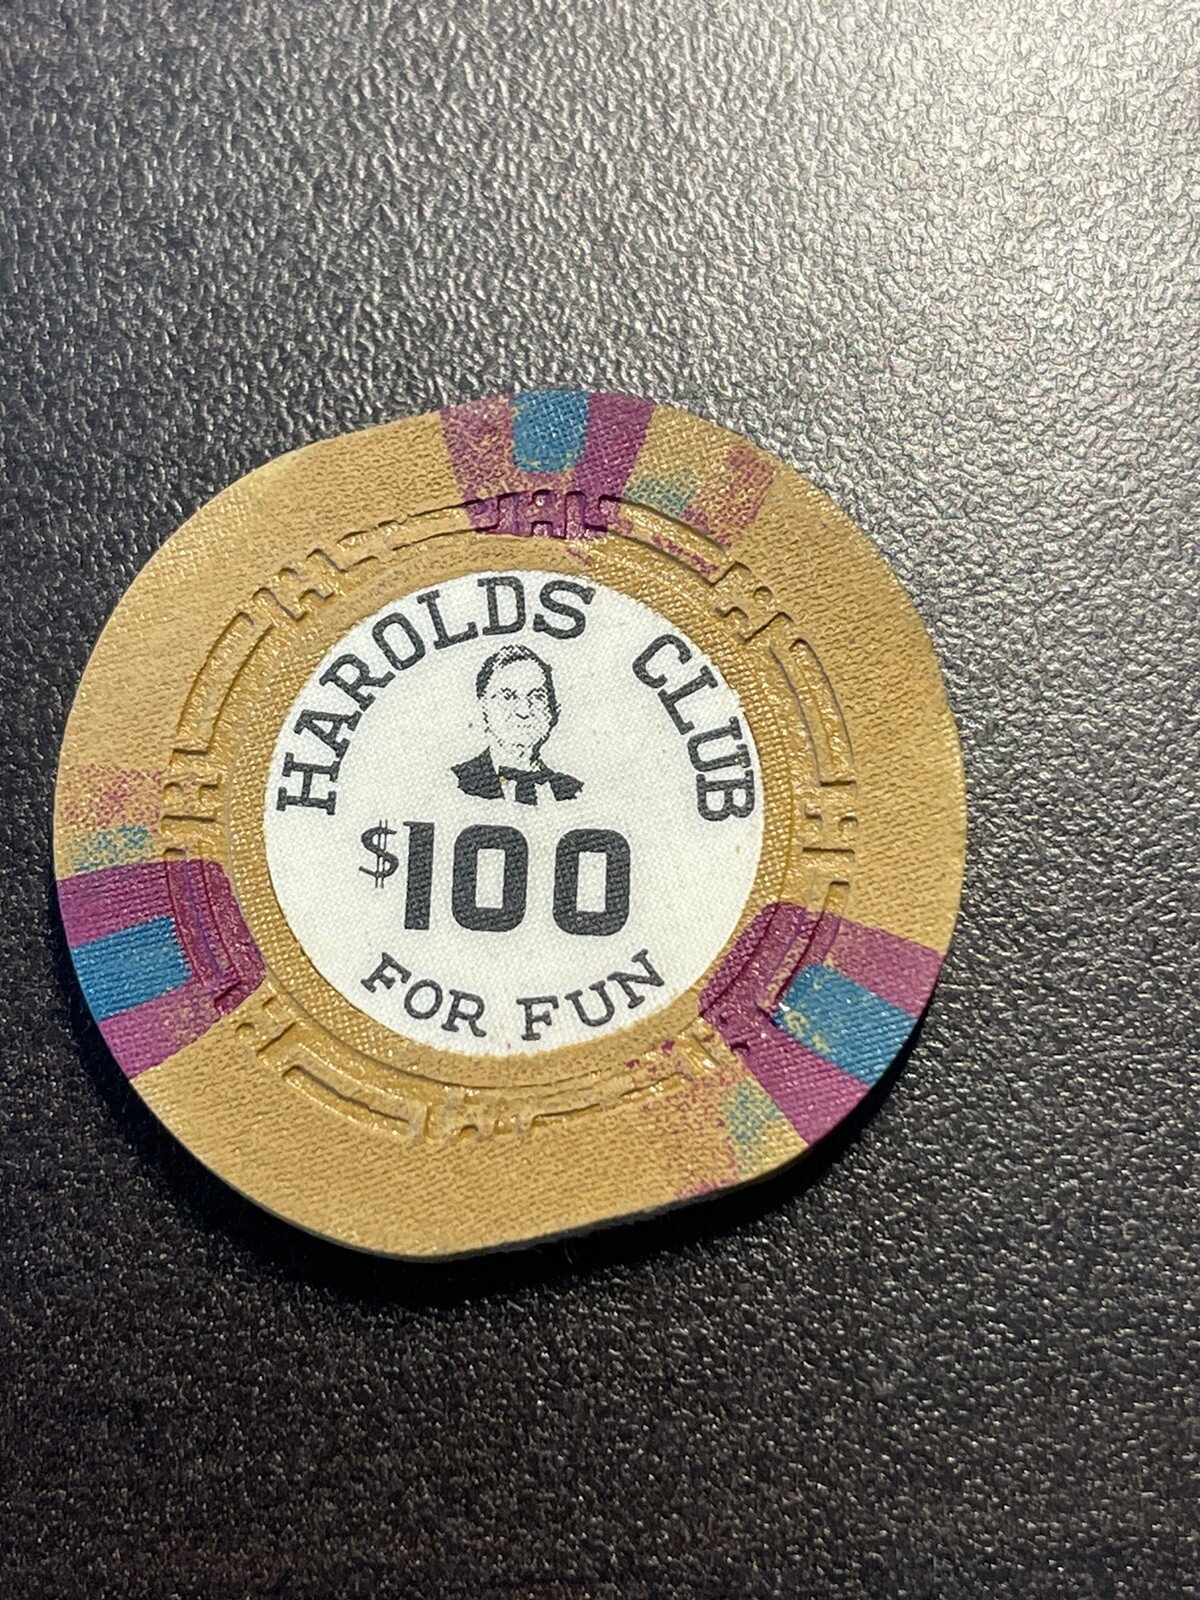 HAROLDS CLUB
$100
FOR FUN